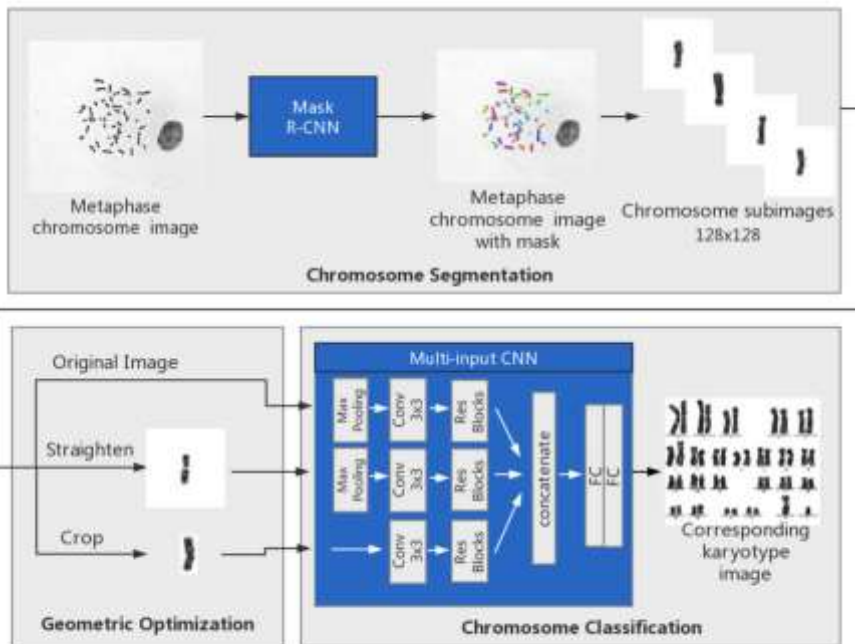 Mask
R-CNN
Metaphase
chromosome image
Metaphase
chromosome image
with mask
Chromosome subimages
128x128
Chromosome Segmentation
Original Image
Straighten
Crop
Geometric Optimization
Multi-input CNN
Max
Pooling
Conv
3x3
Res
Blocks
Max
Pooling
Conv
3x3
Res
Blocks
Conv
3x3
Res
Blocks
concatenate
FC
FC
Corresponding
karyotype
image
Chromosome Classification